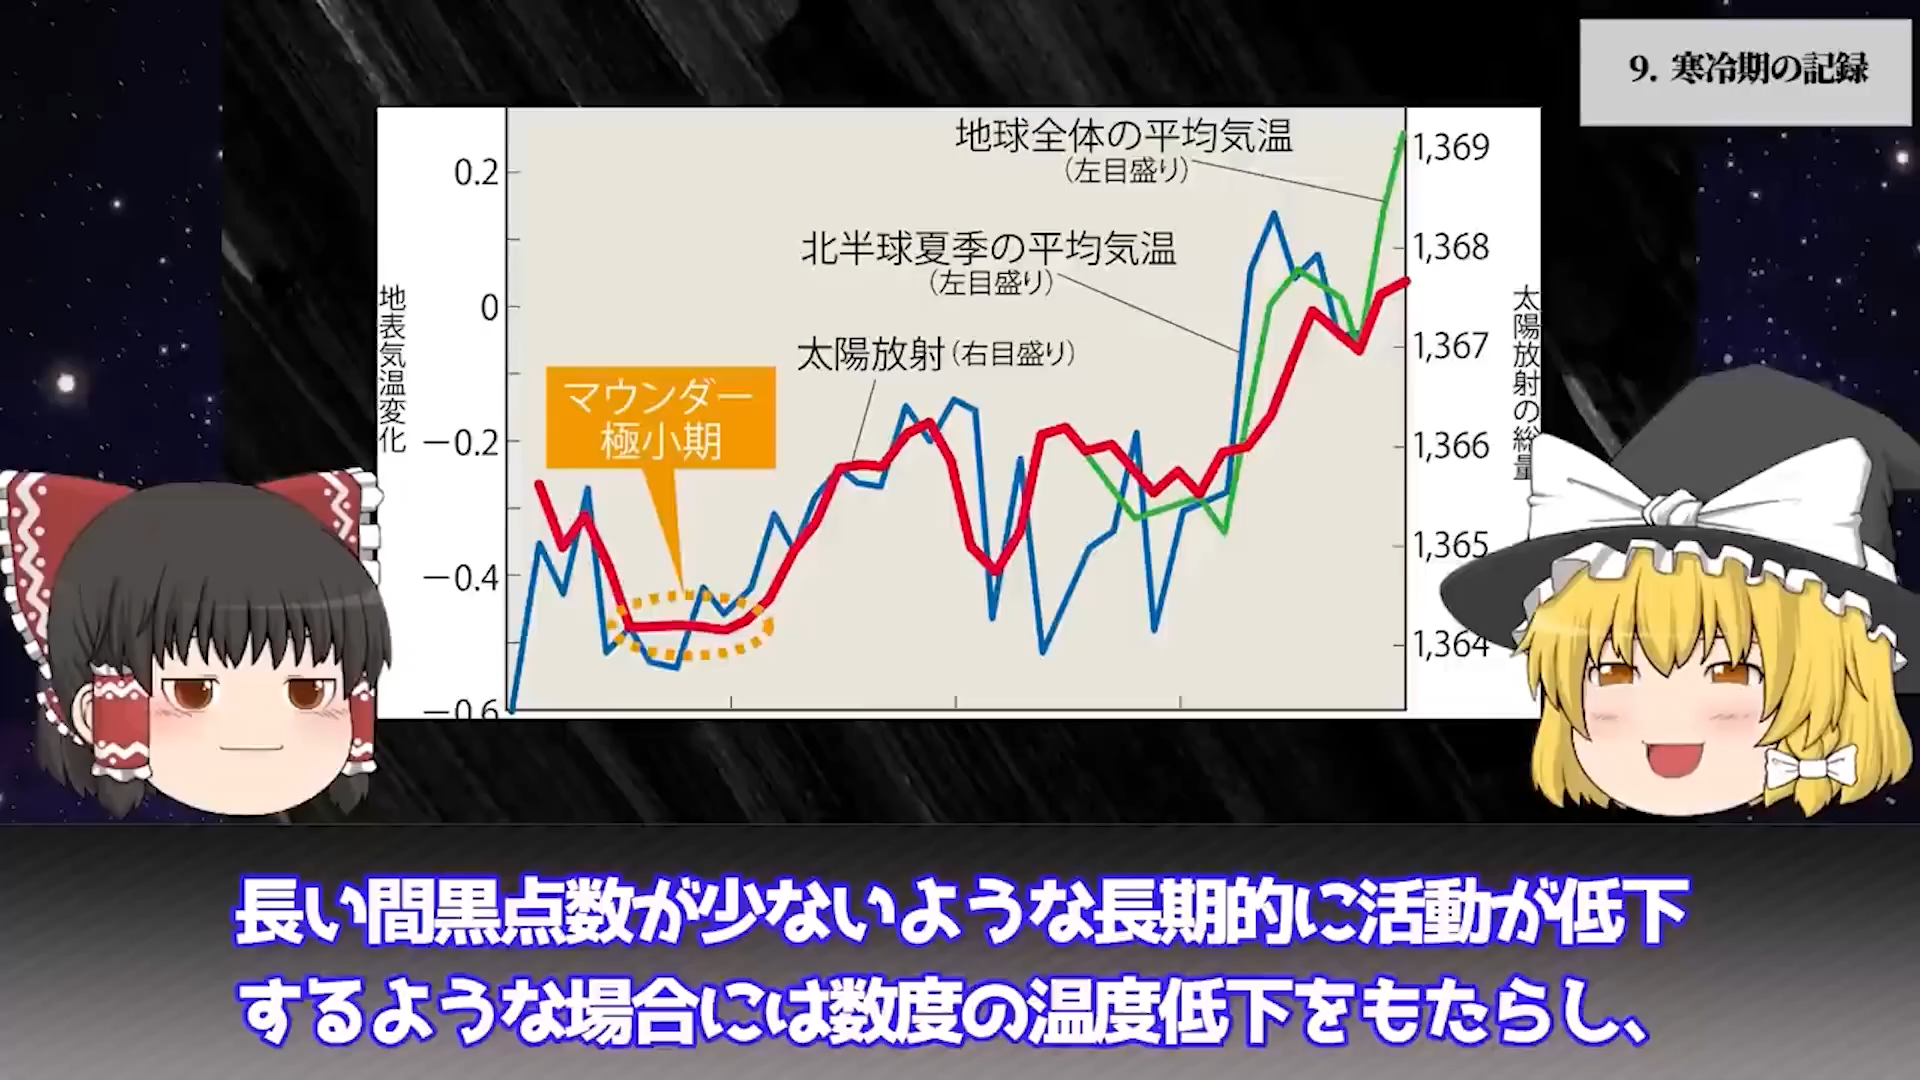 9. 寒冷期の記録
地球全体の平均気温
(左目盛り)
北半球夏季の平均気温
(左目盛り)
太陽放射(右目盛り)
マウンダー
極小期
地表気温変化
0.2
0
−0.2
−0.4
−0.6
1,369
1,368
1,367
1,366
1,365
1,364
太陽放射の総量
長い間黒点数が少ないような長期的に活動が低下
するような場合には数度の温度低下をもたらし、